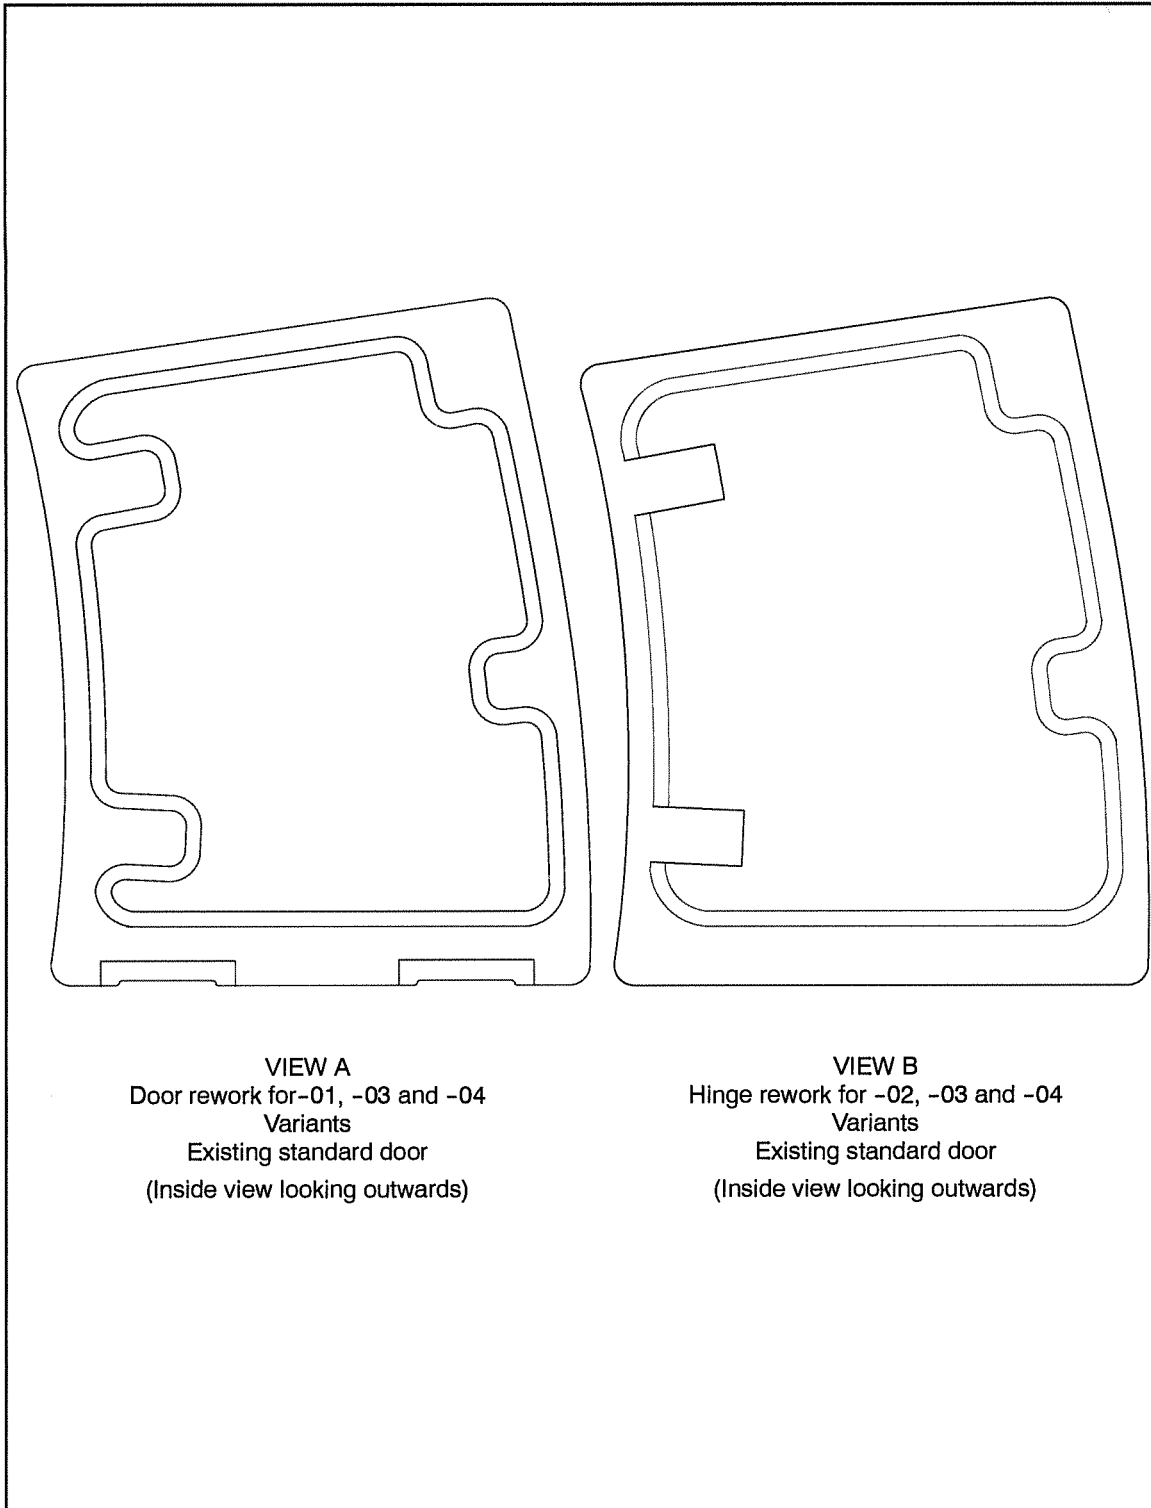 VIEW A
Door rework for-01, -03 and -04
Variants
Existing standard door
(Inside view looking outwards)
VIEW B
Hinge rework for -02, -03 and -04
Variants
Existing standard door
(Inside view looking outwards)